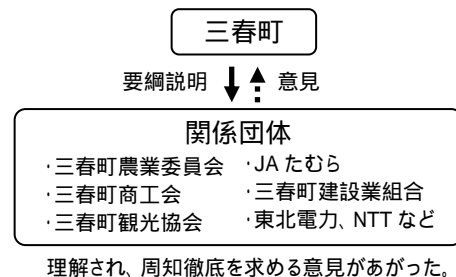 三春町
要綱説明 意見
関係団体
・三春町農業委員会 ・JA たむら
・三春町商工会 ・三春町建設業組合
・三春町観光協会 ・東北電力、NTT など
理解され、周知徹底を求める意見があがった。